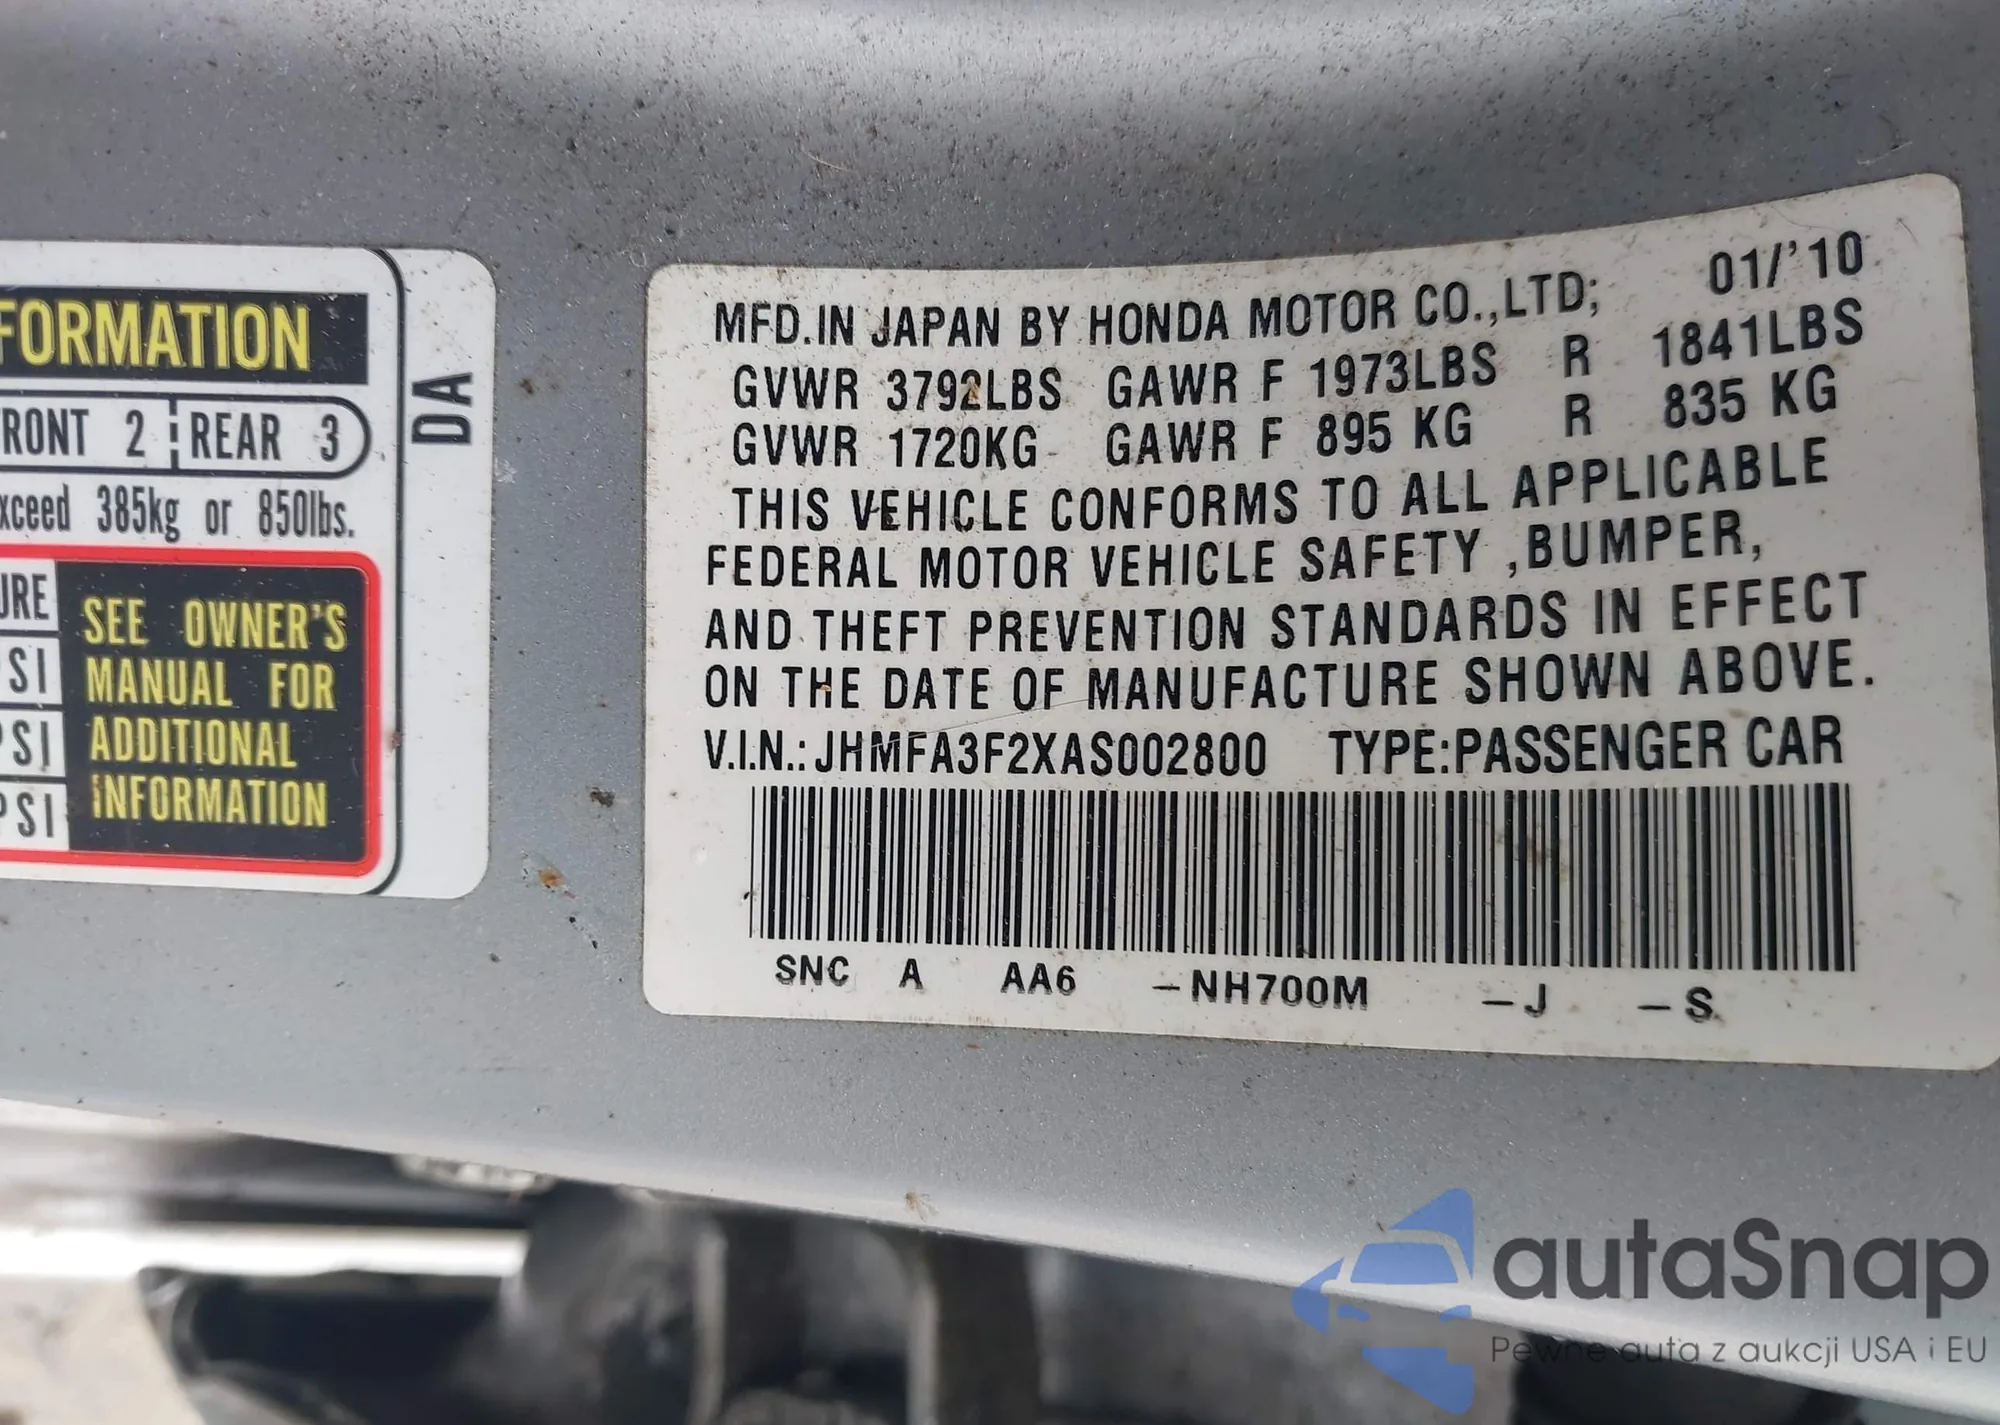 FORMATION
RONT 2 REAR 3
xceed 385kg or 850lbs.
URE
PSI
PSI
PSI
SEE OWNER'S
MANUAL FOR
ADDITIONAL
INFORMATION
DA
MFD.IN JAPAN BY HONDA MOTOR CO.,LTD; 01/'10
GVWR 3792LBS GAWR F 1973LBS R 1841LBS
GVWR 1720KG GAWR F 895 KG R 835 KG
THIS VEHICLE CONFORMS TO ALL APPLICABLE
FEDERAL MOTOR VEHICLE SAFETY ,BUMPER,
AND THEFT PREVENTION STANDARDS IN EFFECT
ON THE DATE OF MANUFACTURE SHOWN ABOVE.
V.I.N.:JHMFA3F2XAS002800 TYPE:PASSENGER CAR
SNC A AA6 -NH700M -J -S
autaSnap
Pewne auta z aukcji USA i EU